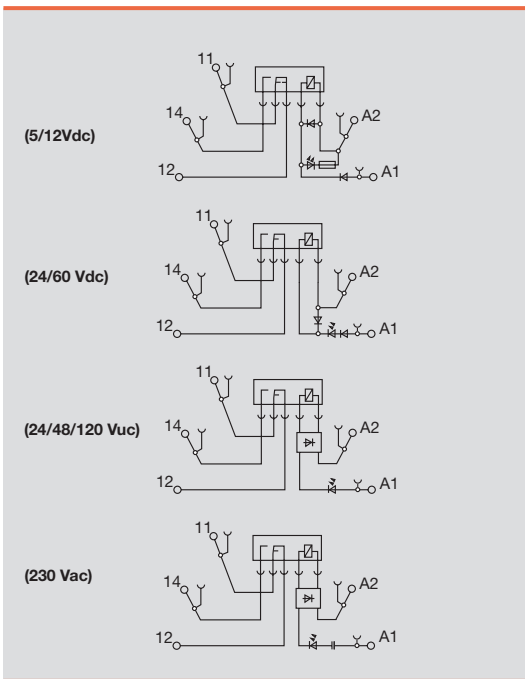 11
14
A2
(5/12Vdc)
12
A1
11
14
A2
(24/60 Vdc)
12
A1
11
14
A2
(24/48/120 Vuc)
12
A1
11
14
A2
(230 Vac)
12
A1